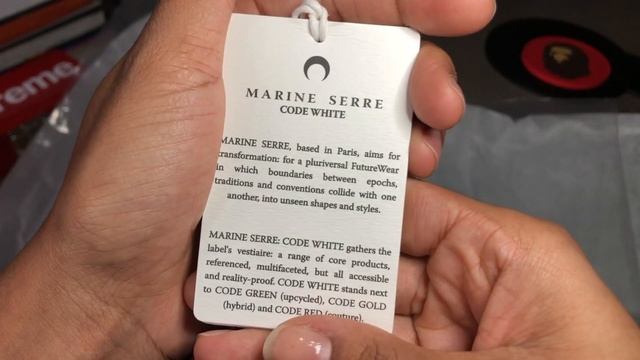 MARINE SERRE
CODE WHITE
MARINE SERRE, based in Paris, aims for
transformation: for a pluriversal FutureWear
in which boundaries between epochs,
traditions and conventions collide with one
another, into unseen shapes and styles.
MARINE SERRE: CODE WHITE gathers the
label's vestiaire: a range of core products,
referenced, multifaceted, but all accessible
and reality-proof. CODE WHITE stands next
to CODE GREEN (upcycled), CODE GOLD
(hybrid) and CODE RED (couture).
reme